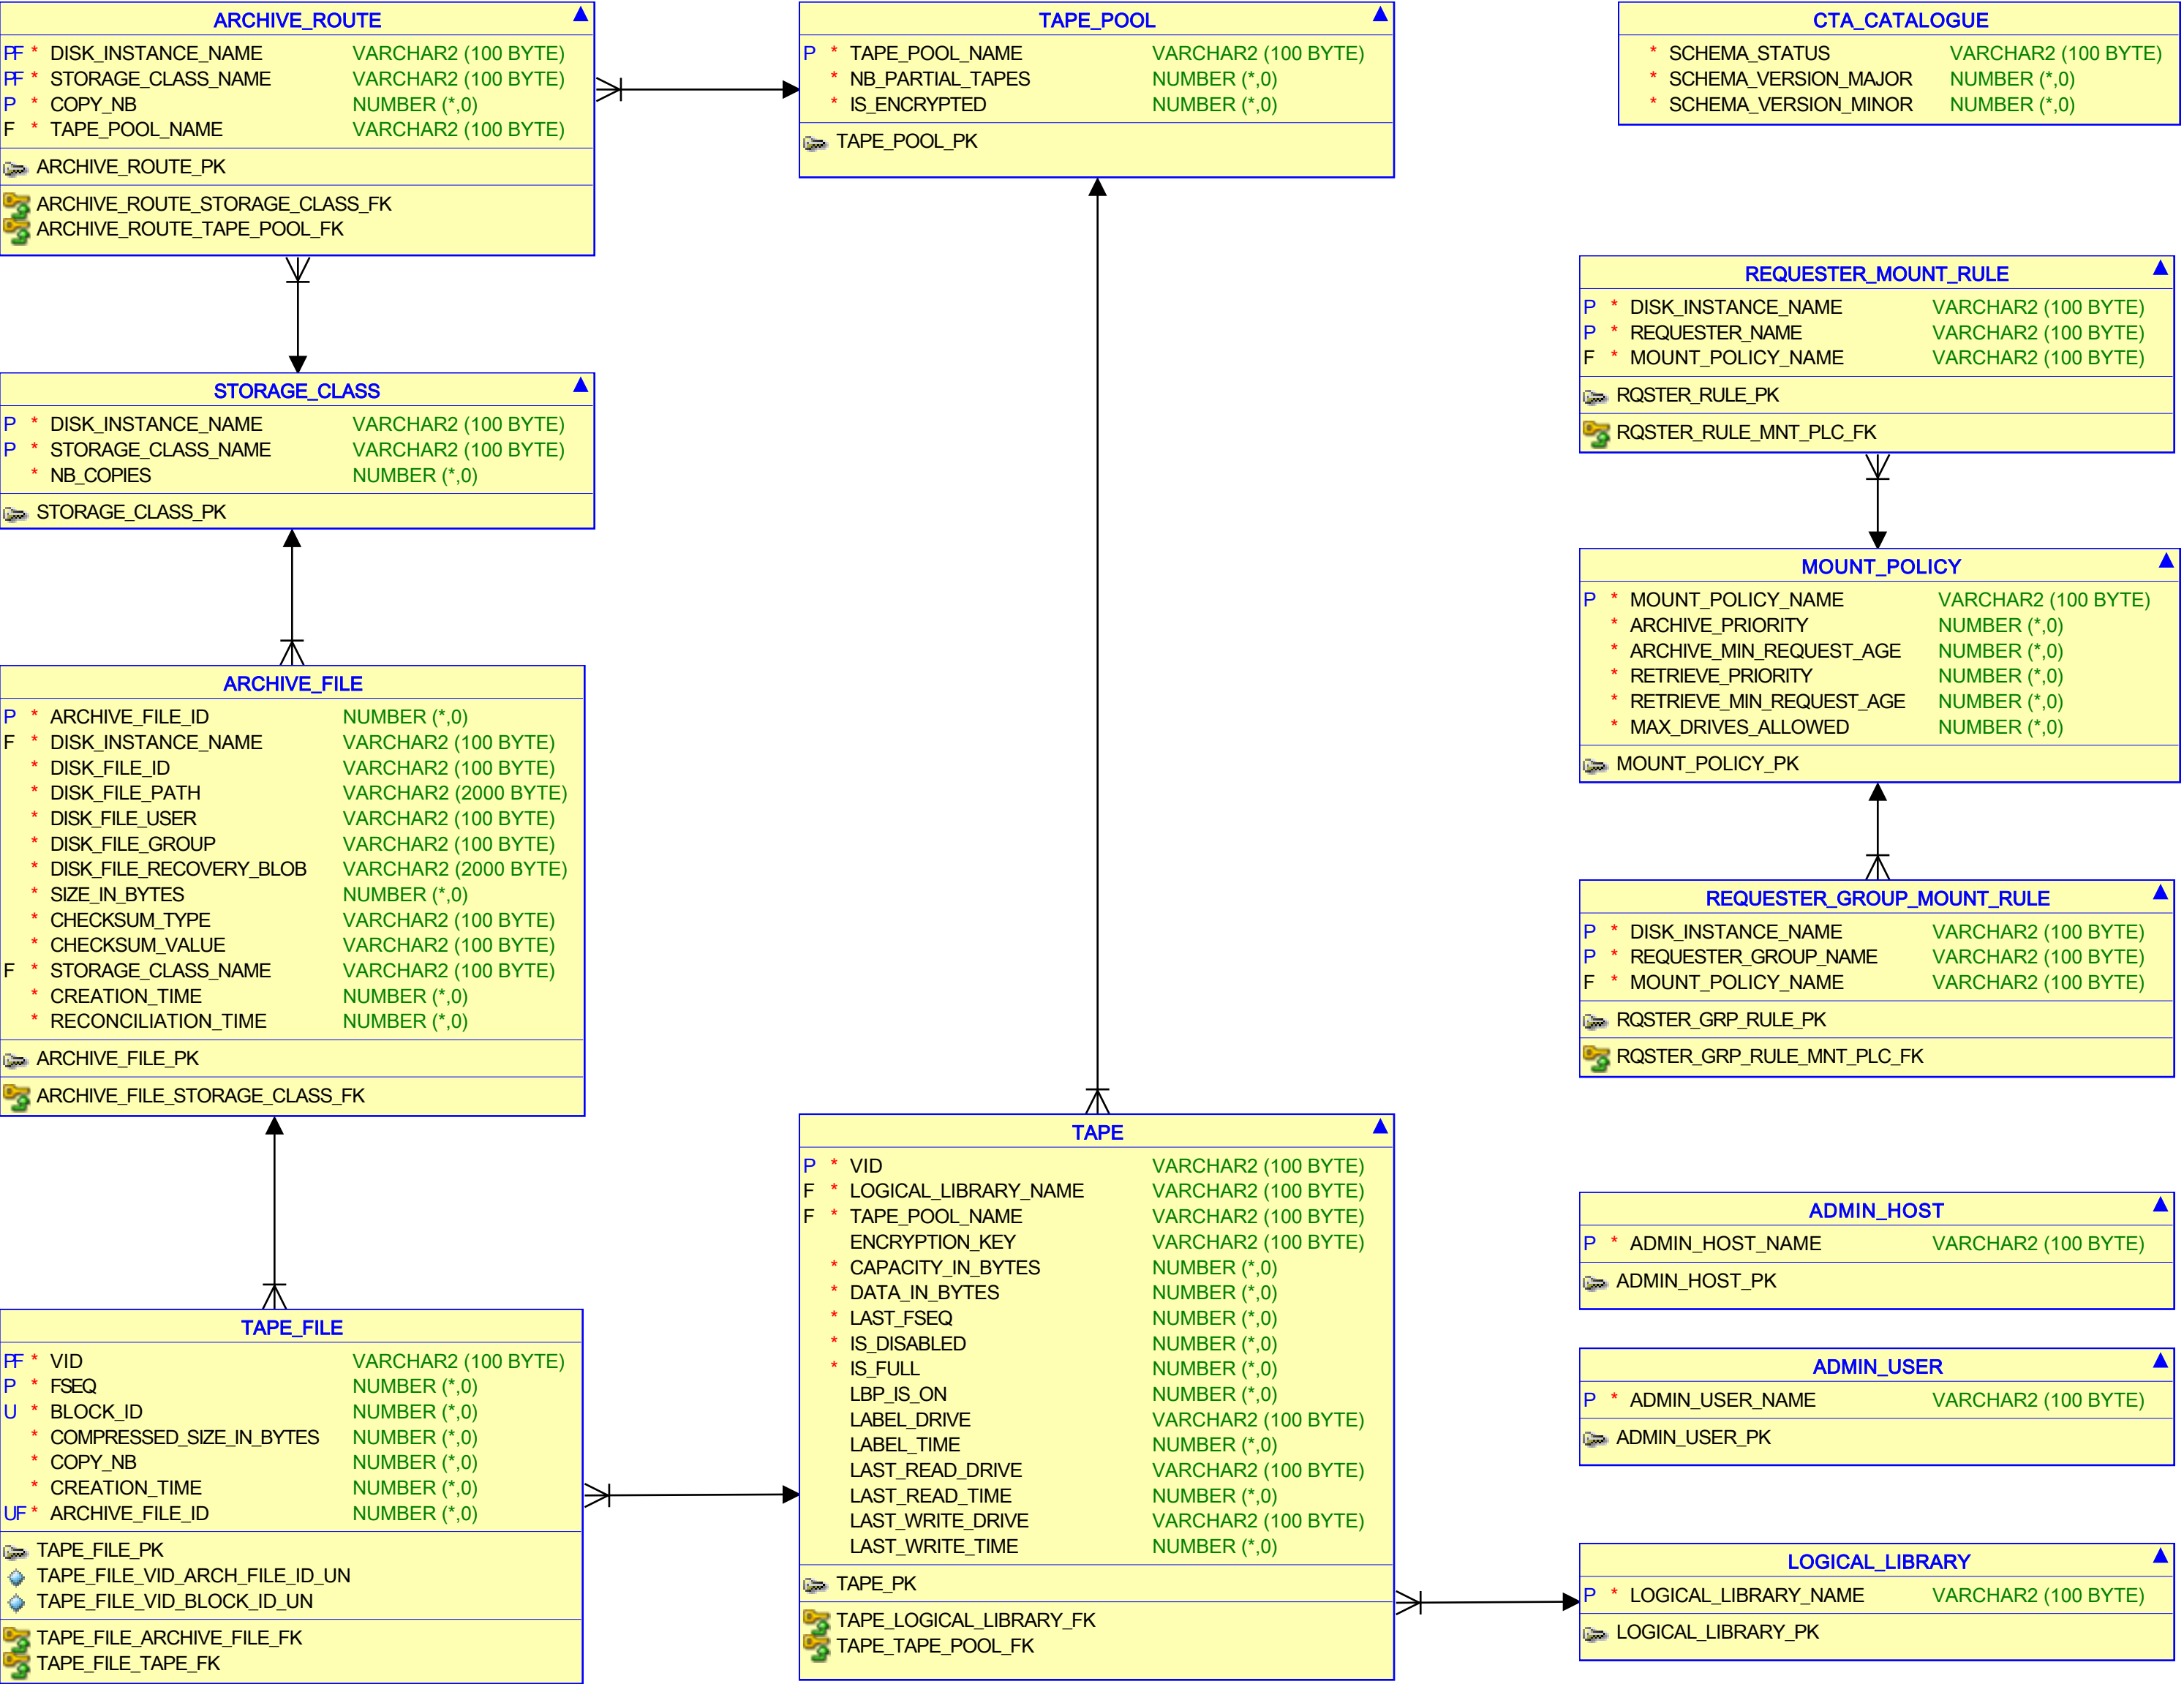 ARCHIVE_ROUTE
PF * DISK_INSTANCE_NAME VARCHAR2 (100 BYTE)
PF * STORAGE_CLASS_NAME VARCHAR2 (100 BYTE)
P * COPY_NB NUMBER (*,0)
F * TAPE_POOL_NAME VARCHAR2 (100 BYTE)
ARCHIVE_ROUTE_PK
ARCHIVE_ROUTE_STORAGE_CLASS_FK
ARCHIVE_ROUTE_TAPE_POOL_FK
TAPE_POOL
P * TAPE_POOL_NAME VARCHAR2 (100 BYTE)
* NB_PARTIAL_TAPES NUMBER (*,0)
* IS_ENCRYPTED NUMBER (*,0)
TAPE_POOL_PK
CTA_CATALOGUE
* SCHEMA_STATUS VARCHAR2 (100 BYTE)
* SCHEMA_VERSION_MAJOR NUMBER (*,0)
* SCHEMA_VERSION_MINOR NUMBER (*,0)
STORAGE_CLASS
P * DISK_INSTANCE_NAME VARCHAR2 (100 BYTE)
P * STORAGE_CLASS_NAME VARCHAR2 (100 BYTE)
* NB_COPIES NUMBER (*,0)
STORAGE_CLASS_PK
REQUESTER_MOUNT_RULE
P * DISK_INSTANCE_NAME VARCHAR2 (100 BYTE)
P * REQUESTER_NAME VARCHAR2 (100 BYTE)
F * MOUNT_POLICY_NAME VARCHAR2 (100 BYTE)
RQSTER_RULE_PK
RQSTER_RULE_MNT_PLC_FK
MOUNT_POLICY
P * MOUNT_POLICY_NAME VARCHAR2 (100 BYTE)
* ARCHIVE_PRIORITY NUMBER (*,0)
* ARCHIVE_MIN_REQUEST_AGE NUMBER (*,0)
* RETRIEVE_PRIORITY NUMBER (*,0)
* RETRIEVE_MIN_REQUEST_AGE NUMBER (*,0)
* MAX_DRIVES_ALLOWED NUMBER (*,0)
MOUNT_POLICY_PK
ARCHIVE_FILE
P * ARCHIVE_FILE_ID NUMBER (*,0)
F * DISK_INSTANCE_NAME VARCHAR2 (100 BYTE)
* DISK_FILE_ID VARCHAR2 (100 BYTE)
* DISK_FILE_PATH VARCHAR2 (2000 BYTE)
* DISK_FILE_USER VARCHAR2 (100 BYTE)
* DISK_FILE_GROUP VARCHAR2 (100 BYTE)
* DISK_FILE_RECOVERY_BLOB VARCHAR2 (2000 BYTE)
* SIZE_IN_BYTES NUMBER (*,0)
* CHECKSUM_TYPE VARCHAR2 (100 BYTE)
* CHECKSUM_VALUE VARCHAR2 (100 BYTE)
F * STORAGE_CLASS_NAME VARCHAR2 (100 BYTE)
* CREATION_TIME NUMBER (*,0)
* RECONCILIATION_TIME NUMBER (*,0)
ARCHIVE_FILE_PK
ARCHIVE_FILE_STORAGE_CLASS_FK
REQUESTER_GROUP_MOUNT_RULE
P * DISK_INSTANCE_NAME VARCHAR2 (100 BYTE)
P * REQUESTER_GROUP_NAME VARCHAR2 (100 BYTE)
F * MOUNT_POLICY_NAME VARCHAR2 (100 BYTE)
RQSTER_GRP_RULE_PK
RQSTER_GRP_RULE_MNT_PLC_FK
TAPE
P * VID VARCHAR2 (100 BYTE)
F * LOGICAL_LIBRARY_NAME VARCHAR2 (100 BYTE)
F * TAPE_POOL_NAME VARCHAR2 (100 BYTE)
ENCRYPTION_KEY VARCHAR2 (100 BYTE)
* CAPACITY_IN_BYTES NUMBER (*,0)
* DATA_IN_BYTES NUMBER (*,0)
* LAST_FSEQ NUMBER (*,0)
* IS_DISABLED NUMBER (*,0)
* IS_FULL NUMBER (*,0)
LBP_IS_ON NUMBER (*,0)
LABEL_DRIVE VARCHAR2 (100 BYTE)
LABEL_TIME NUMBER (*,0)
LAST_READ_DRIVE VARCHAR2 (100 BYTE)
LAST_READ_TIME NUMBER (*,0)
LAST_WRITE_DRIVE VARCHAR2 (100 BYTE)
LAST_WRITE_TIME NUMBER (*,0)
TAPE_PK
TAPE_LOGICAL_LIBRARY_FK
TAPE_TAPE_POOL_FK
ADMIN_HOST
P * ADMIN_HOST_NAME VARCHAR2 (100 BYTE)
ADMIN_HOST_PK
TAPE_FILE
PF * VID VARCHAR2 (100 BYTE)
P * FSEQ NUMBER (*,0)
U * BLOCK_ID NUMBER (*,0)
* COMPRESSED_SIZE_IN_BYTES NUMBER (*,0)
* COPY_NB NUMBER (*,0)
* CREATION_TIME NUMBER (*,0)
UF * ARCHIVE_FILE_ID NUMBER (*,0)
TAPE_FILE_PK
TAPE_FILE_VID_ARCH_FILE_ID_UN
TAPE_FILE_VID_BLOCK_ID_UN
TAPE_FILE_ARCHIVE_FILE_FK
TAPE_FILE_TAPE_FK
ADMIN_USER
P * ADMIN_USER_NAME VARCHAR2 (100 BYTE)
ADMIN_USER_PK
LOGICAL_LIBRARY
P * LOGICAL_LIBRARY_NAME VARCHAR2 (100 BYTE)
LOGICAL_LIBRARY_PK